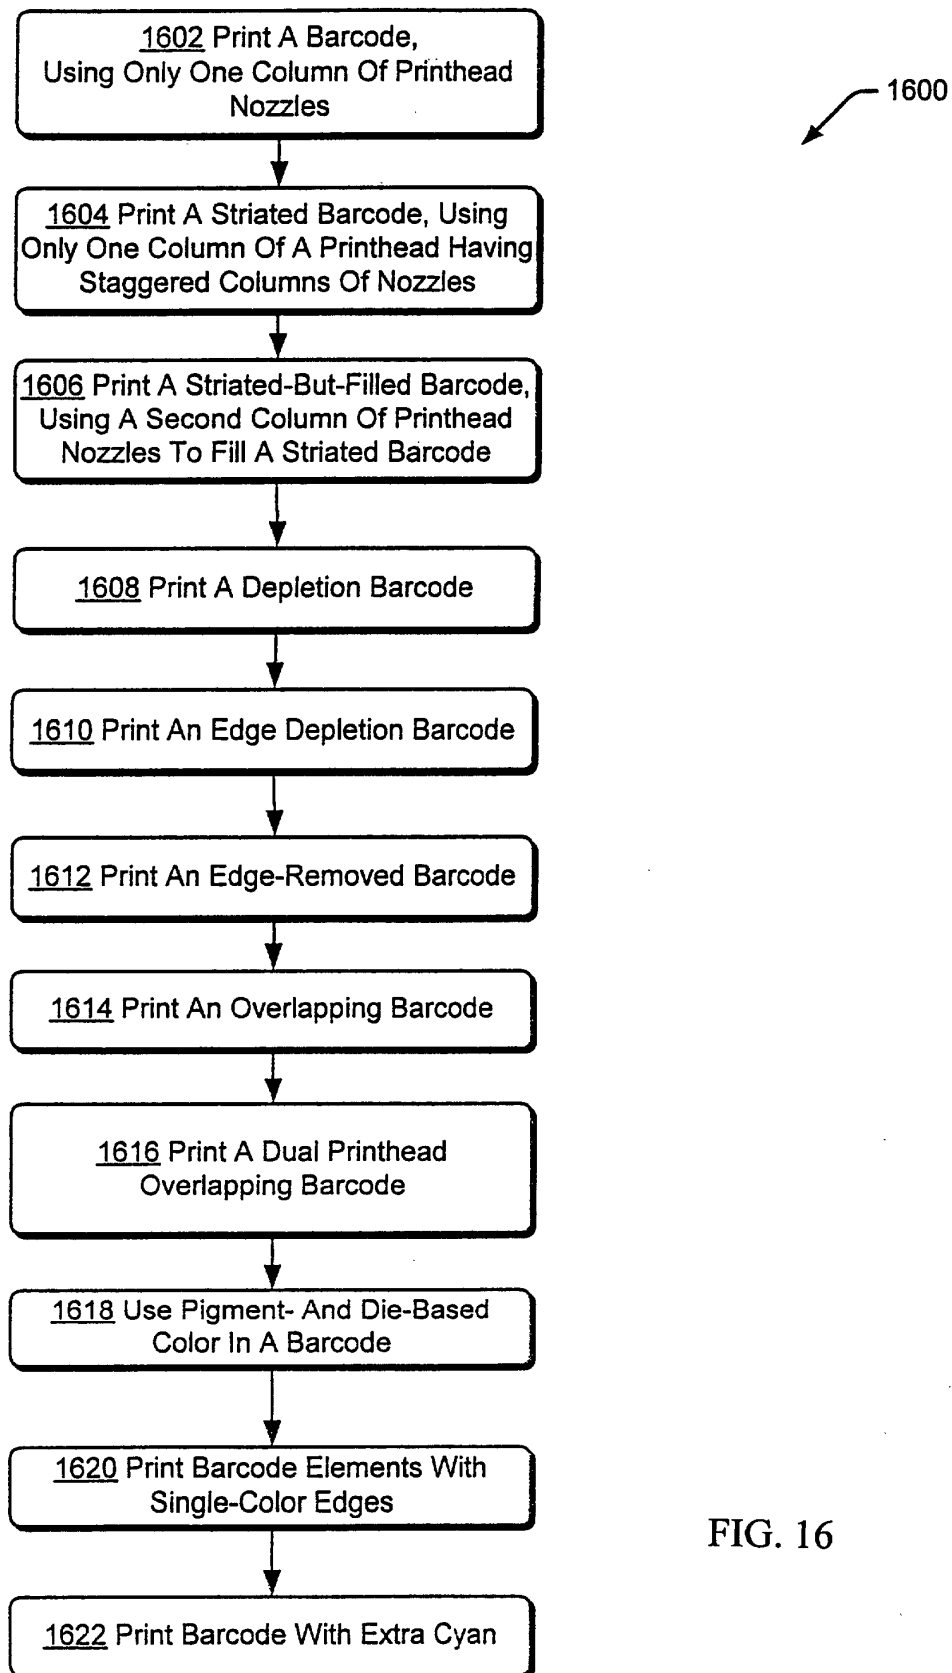 1602 Print A Barcode,
Using Only One Column Of Printhead
Nozzles
1600
1604 Print A Striated Barcode, Using
Only One Column Of A Printhead Having
Staggered Columns Of Nozzles
1606 Print A Striated-But-Filled Barcode,
Using A Second Column Of Printhead
Nozzles To Fill A Striated Barcode
1608 Print A Depletion Barcode
1610 Print An Edge Depletion Barcode
1612 Print An Edge-Removed Barcode
1614 Print An Overlapping Barcode
1616 Print A Dual Printhead
Overlapping Barcode
1618 Use Pigment- And Die-Based
Color In A Barcode
1620 Print Barcode Elements With
Single-Color Edges
FIG. 16
1622 Print Barcode With Extra Cyan